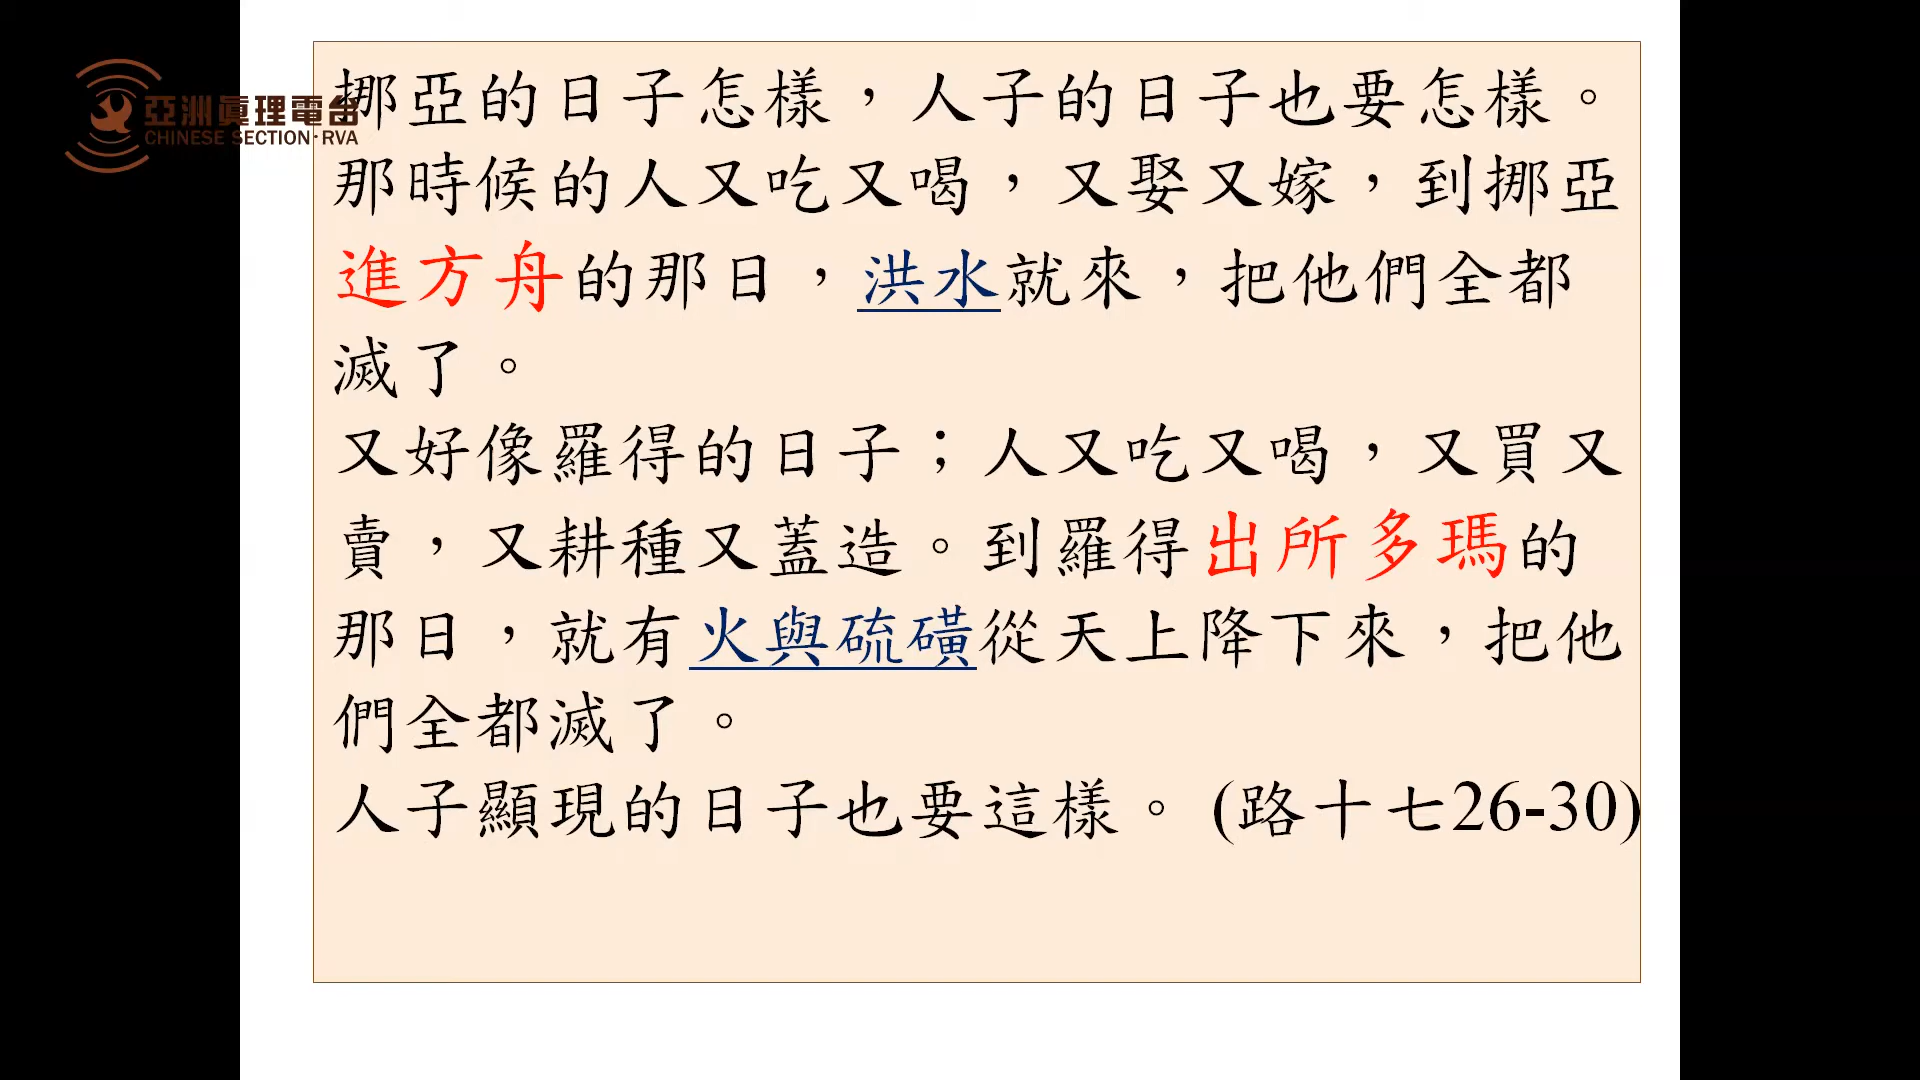 亞洲眞理電台
CHINESE SECTION·RVA
挪亞的日子怎樣，人子的日子也要怎樣。
那時候的人又吃又喝，又娶又嫁，到挪亞
進方舟的那日，洪水就來，把他們全都
滅了。
又好像羅得的日子；人又吃又喝，又買又
賣，又耕種又蓋造。到羅得出所多瑪的
那日，就有火與硫磺從天上降下來，把他
們全都滅了。
人子顯現的日子也要這樣。(路十七26-30)